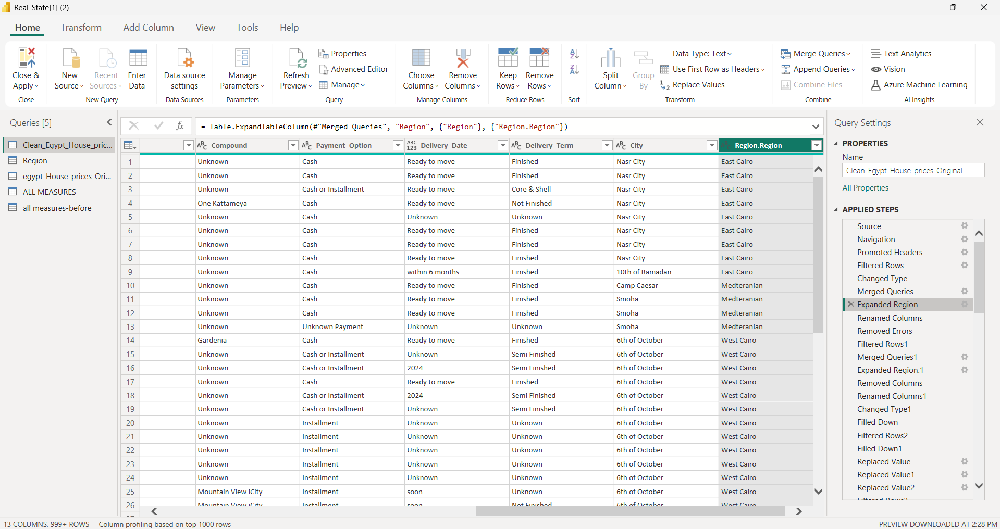 Real_State[1] (2)
Home Transform Add Column View Tools Help
Close & Apply
Close
New Source
Recent Sources
Enter Data
New Query
Data source settings
Data Sources
Manage Parameters
Parameters
Refresh Preview
Properties
Advanced Editor
Manage
Query
Choose Columns
Remove Columns
Manage Columns
Keep Rows
Remove Rows
Reduce Rows
Sort
Split Column
Group By
Data Type: Text
Use First Row as Headers
Replace Values
Transform
Merge Queries
Append Queries
Combine Files
Combine
Text Analytics
Vision
Azure Machine Learning
AI Insights
Queries [5]
Clean_Egypt_House_pric...
Region
egypt_House_prices_Ori...
ALL MEASURES
all measures-before
fx = Table.ExpandTableColumn(#"Merged Queries", "Region", {"Region"}, {"Region.Region"})
ABC Compound ABC Payment_Option ABC 123 Delivery_Date ABC Delivery_Term ABC City Region.Region
1 Unknown Cash Ready to move Finished Nasr City East Cairo
2 Unknown Cash Ready to move Finished Nasr City East Cairo
3 Unknown Cash or Installment Ready to move Core & Shell Nasr City East Cairo
4 One Kattameya Cash Ready to move Not Finished Nasr City East Cairo
5 Unknown Cash Unknown Unknown Nasr City East Cairo
6 Unknown Cash Ready to move Finished Nasr City East Cairo
7 Unknown Cash Ready to move Finished Nasr City East Cairo
8 Unknown Cash Ready to move Finished Nasr City East Cairo
9 Unknown Cash within 6 months Finished 10th of Ramadan East Cairo
10 Unknown Cash Ready to move Finished Camp Caesar Medteranian
11 Unknown Cash Ready to move Finished Smoha Medteranian
12 Unknown Cash Ready to move Finished Smoha Medteranian
13 Unknown Unknown Payment Unknown Unknown Smoha Medteranian
14 Gardenia Cash Ready to move Finished 6th of October West Cairo
15 Unknown Cash or Installment Unknown Semi Finished 6th of October West Cairo
16 Unknown Cash or Installment 2024 Semi Finished 6th of October West Cairo
17 Unknown Cash Ready to move Finished 6th of October West Cairo
18 Unknown Cash or Installment 2024 Semi Finished 6th of October West Cairo
19 Unknown Cash or Installment Unknown Semi Finished 6th of October West Cairo
20 Unknown Installment Unknown Unknown 6th of October West Cairo
21 Unknown Installment Unknown Unknown 6th of October West Cairo
22 Unknown Installment Unknown Unknown 6th of October West Cairo
23 Unknown Installment Unknown Unknown 6th of October West Cairo
24 Unknown Installment Unknown Unknown 6th of October West Cairo
25 Mountain View iCity Installment soon Unknown 6th of October West Cairo
26 Mountain View iCity Installment soon Not Finished 6th of October West Cairo
Query Settings
PROPERTIES
Name
Clean_Egypt_House_prices_Original
All Properties
APPLIED STEPS
Source
Navigation
Promoted Headers
Filtered Rows
Changed Type
Merged Queries
Expanded Region
Renamed Columns
Removed Errors
Filtered Rows1
Merged Queries1
Expanded Region.1
Removed Columns
Renamed Columns1
Changed Type1
Filled Down
Filtered Rows2
Filled Down1
Replaced Value
Replaced Value1
Replaced Value2
13 COLUMNS, 999+ ROWS Column profiling based on top 1000 rows
PREVIEW DOWNLOADED AT 2:28 PM